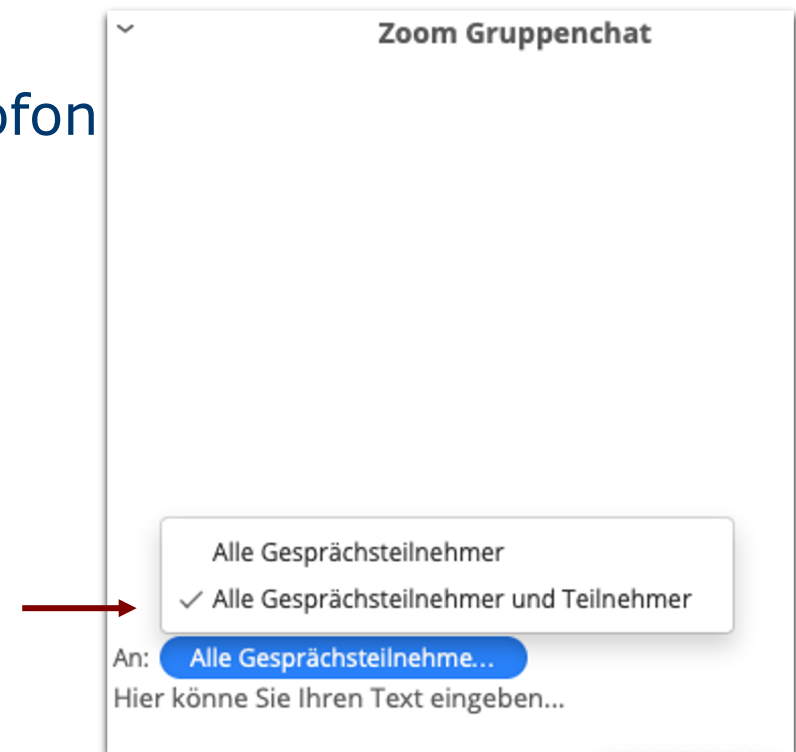 Zoom Gruppenchat
ofon
Alle Gesprächsteilnehmer
Alle Gesprächsteilnehmer und Teilnehmer
An: Alle Gesprächsteilnehme...
Hier könne Sie Ihren Text eingeben...